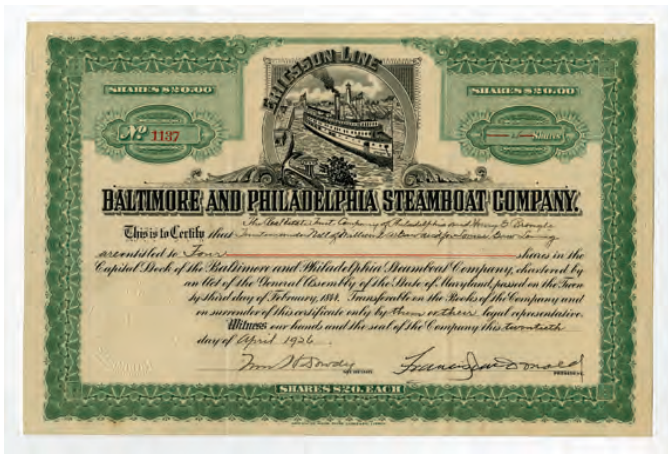 ERICSSON LINE
SHARES $20.00
SHARES $20.00
No 1137
Shares
BALTIMORE AND PHILADELPHIA STEAMBOAT COMPANY.
The Real Estate Trust Company of Philadelphia and Henry
This is to Certify that
are entitled to Four shares in the
Capital Stock of the Baltimore and Philadelphia Steamboat Company, chartered by
an Act of the General Assembly of the State of Maryland, passed on the Twen
ty third day of February, 1844. Transferable on the Books of the Company and
on surrender of this certificate only by them or their legal representative.
Witness our hands and the seal of the Company this twentieth
day of April 1926.
SHARES $20. EACH